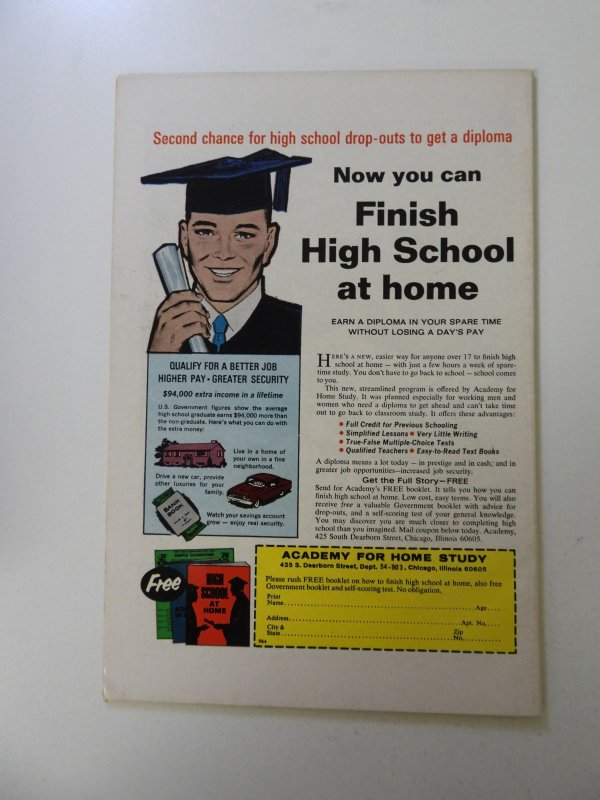 Second chance for high school drop-outs to get a diploma
Now you can
Finish
High School
at home
EARN A DIPLOMA IN YOUR SPARE TIME
WITHOUT LOSING A DAY'S PAY
HERE'S A NEW, easier way for anyone over 17 to finish high
school at home — with just a few hours a week of spare-
time study. You don't have to go back to school — school comes
to you.
This new, streamlined program is offered by Academy for
Home Study. It was planned especially for working men and
women who need a diploma to get ahead and can't take time
out to go back to classroom study. It offers these advantages:
• Full Credit for Previous Schooling
• Simplified Lessons • Very Little Writing
• True-False Multiple-Choice Tests
• Qualified Teachers • Easy-to-Read Text Books
A diploma means a lot today — in prestige and in cash, and in
greater job opportunities—increased job security.
Get the Full Story—FREE
Send for Academy's FREE booklet. It tells you how you can
finish high school at home. Low cost, easy terms. You will also
receive free a valuable Government booklet with advice for
drop-outs, and a self-scoring test of your general knowledge.
You may discover you are much closer to completing high
school than you imagined. Mail coupon below today. Academy,
425 South Dearborn Street, Chicago, Illinois 60605.
QUALIFY FOR A BETTER JOB
HIGHER PAY • GREATER SECURITY
$94,000 extra income in a lifetime
U.S. Government figures show the average
high school graduate earns $94,000 more than
the non-graduate. Here's what you can do with
the extra money:
Live in a home of
your own in a fine
neighborhood.
Drive a new car, provide
other luxuries for your
family.
BANK
BOOK
Watch your savings account
grow — enjoy real security.
Free
HIGH
SCHOOL
AT
HOME
ACADEMY FOR HOME STUDY
425 S. Dearborn Street, Dept. 54-903, Chicago, Illinois 60605
Please rush FREE booklet on how to finish high school at home, also free
Government booklet and self-scoring test. No obligation.
Print
Name Age
Address Apt. No.
City &
State Zip
No.